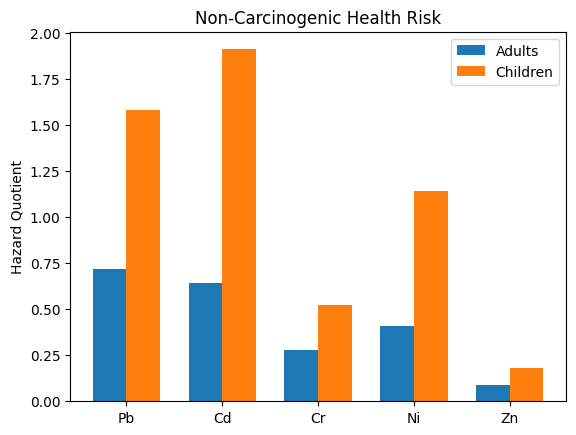 Non-Carcinogenic Health Risk
Adults
Children
Hazard Quotient
2.00
1.75
1.50
1.25
1.00
0.75
0.50
0.25
0.00
Pb Cd Cr Ni Zn